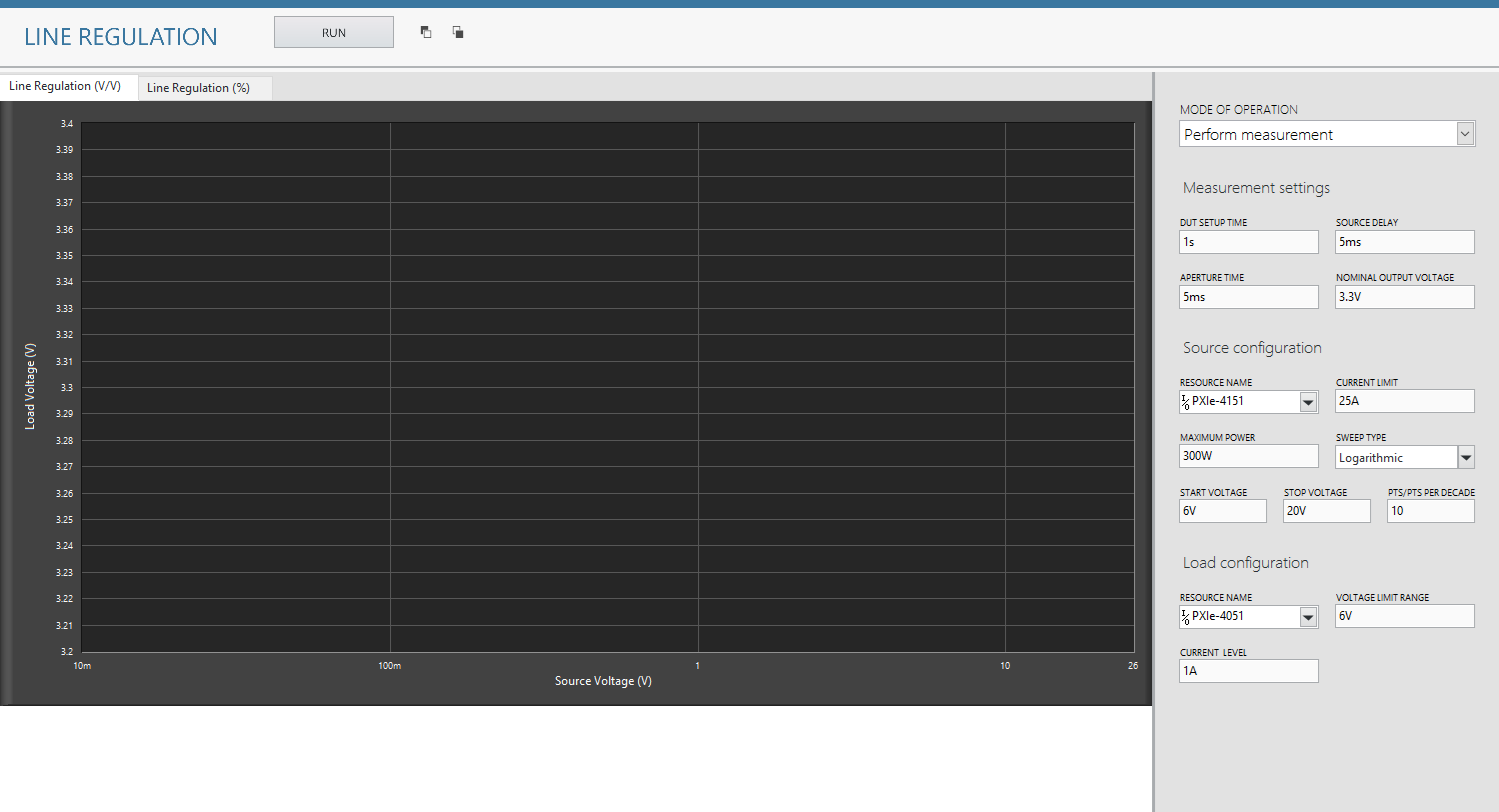 LINE REGULATION
RUN
Line Regulation (V/V)
Line Regulation (%)
3.4
3.39
3.38
3.37
3.36
3.35
3.34
3.33
3.32
3.31
3.3
3.29
3.28
3.27
3.26
3.25
3.24
3.23
3.22
3.21
3.2
Load Voltage (V)
10m
100m
1
10
26
Source Voltage (V)
MODE OF OPERATION
Perform measurement
Measurement settings
DUT SETUP TIME
SOURCE DELAY
1s
5ms
APERTURE TIME
NOMINAL OUTPUT VOLTAGE
5ms
3.3V
Source configuration
RESOURCE NAME
CURRENT LIMIT
I/O PXIe-4151
25A
MAXIMUM POWER
SWEEP TYPE
300W
Logarithmic
START VOLTAGE
STOP VOLTAGE
PTS/PTS PER DECADE
6V
20V
10
Load configuration
RESOURCE NAME
VOLTAGE LIMIT RANGE
I/O PXIe-4051
6V
CURRENT LEVEL
1A